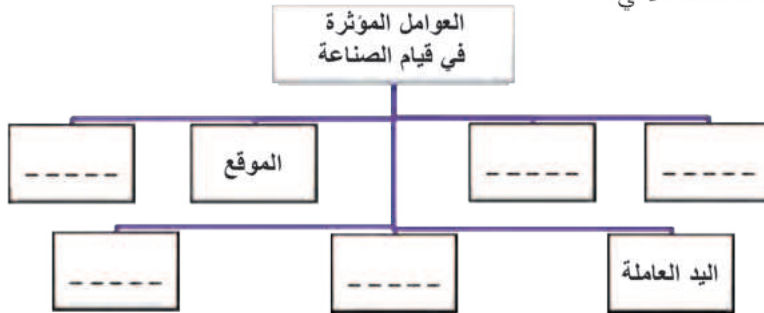 العوامل المؤثرة
في قيام الصناعة
- - - - -
- - - - -
الموقع
- - - - -
اليد العاملة
- - - - -
- - - - -